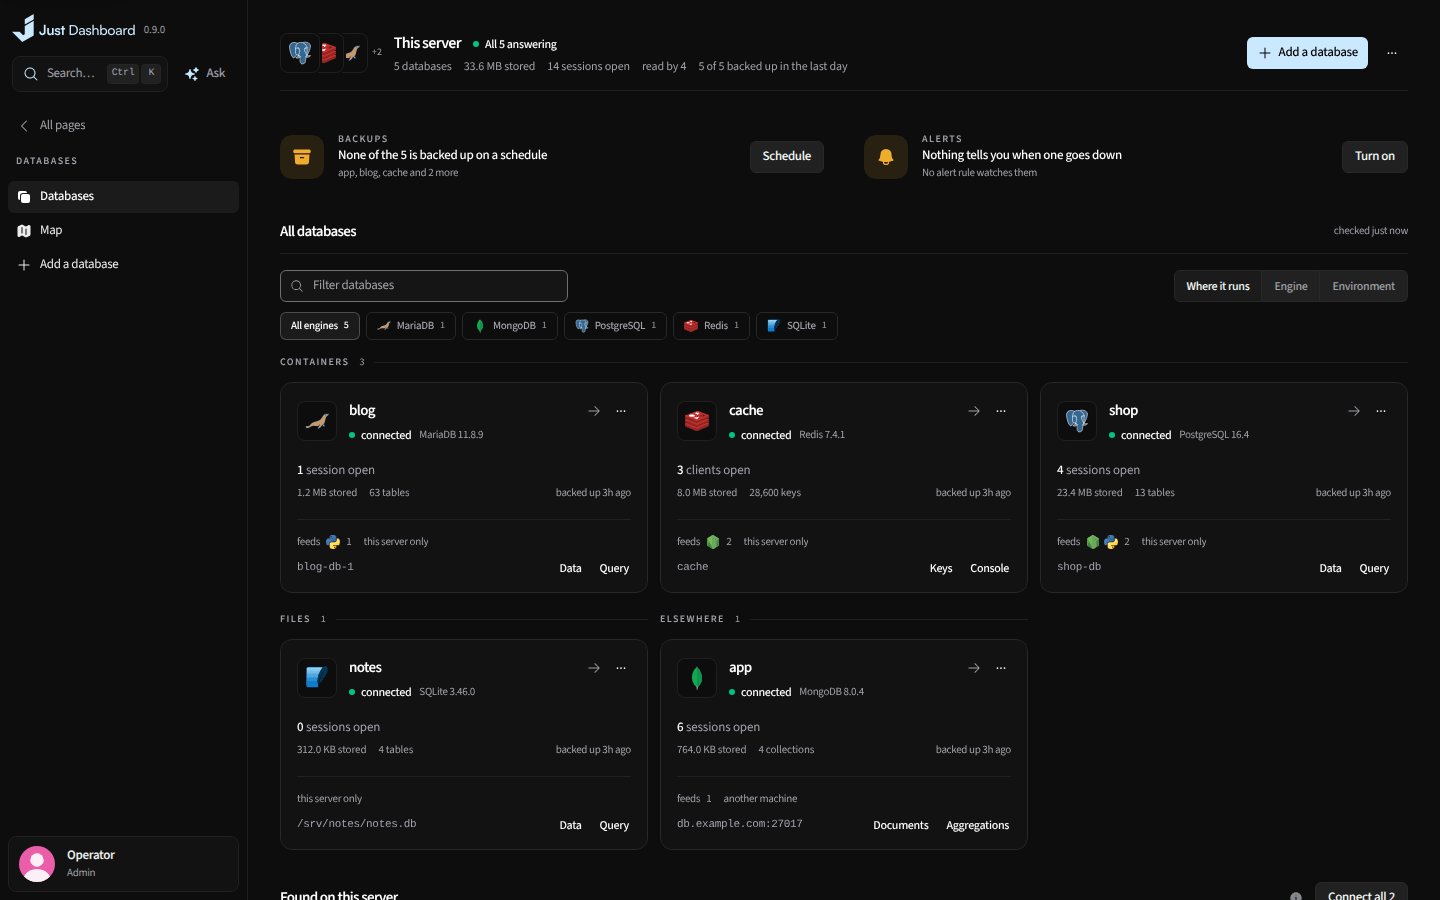 Just Dashboard 0.9.0
Search... Ctrl K
Ask
All pages
DATABASES
Databases
Map
Add a database
Operator
Admin
+2
This server All 5 answering
5 databases 33.6 MB stored 14 sessions open read by 4 5 of 5 backed up in the last day
Add a database
BACKUPS
None of the 5 is backed up on a schedule
app, blog, cache and 2 more
Schedule
ALERTS
Nothing tells you when one goes down
No alert rule watches them
Turn on
All databases
checked just now
Filter databases
Where it runs Engine Environment
All engines 5 MariaDB 1 MongoDB 1 PostgreSQL 1 Redis 1 SQLite 1
CONTAINERS 3
blog
connected MariaDB 11.8.9
1 session open
1.2 MB stored 63 tables backed up 3h ago
feeds 1 this server only
blog-db-1 Data Query
cache
connected Redis 7.4.1
3 clients open
8.0 MB stored 28,600 keys backed up 3h ago
feeds 2 this server only
cache Keys Console
shop
connected PostgreSQL 16.4
4 sessions open
23.4 MB stored 13 tables backed up 3h ago
feeds 2 this server only
shop-db Data Query
FILES 1
notes
connected SQLite 3.46.0
0 sessions open
312.0 KB stored 4 tables backed up 3h ago
this server only
/srv/notes/notes.db Data Query
ELSEWHERE 1
app
connected MongoDB 8.0.4
6 sessions open
764.0 KB stored 4 collections backed up 3h ago
feeds 1 another machine
db.example.com:27017 Documents Aggregations
Found on this server
Connect all 2